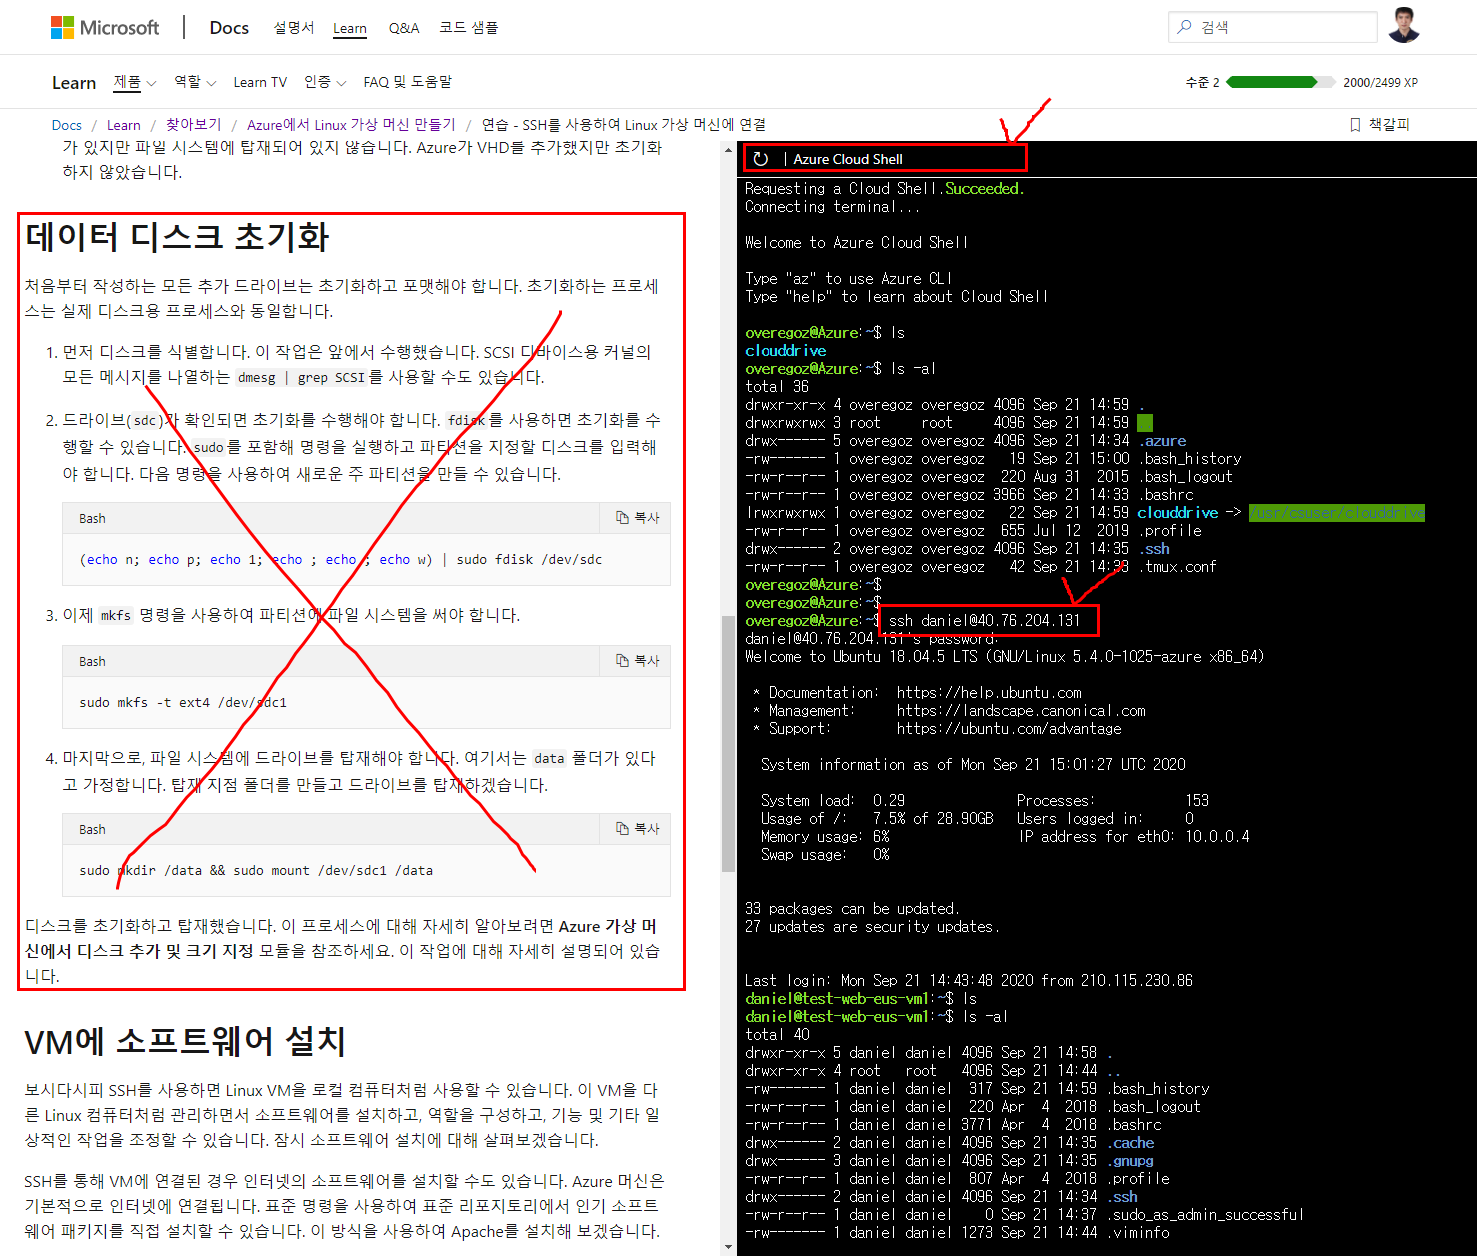 Microsoft | Docs 설명서 Learn Q&A 코드 샘플 검색
Learn 제품 역할 Learn TV 인증 FAQ 및 도움말 수준 2 2000/2499 XP
Docs / Learn / 찾아보기 / Azure에서 Linux 가상 머신 만들기 / 연습 - SSH를 사용하여 Linux 가상 머신에 연결 책갈피
가 있지만 파일 시스템에 탑재되어 있지 않습니다. Azure가 VHD를 추가했지만 초기화
하지 않았습니다.
데이터 디스크 초기화
처음부터 작성하는 모든 추가 드라이브는 초기화하고 포맷해야 합니다. 초기화하는 프로세
스는 실제 디스크용 프로세스와 동일합니다.
1. 먼저 디스크를 식별합니다. 이 작업은 앞에서 수행했습니다. SCSI 디바이스용 커널의
모든 메시지를 나열하는 dmesg | grep SCSI 를 사용할 수도 있습니다.
2. 드라이브(sdc)가 확인되면 초기화를 수행해야 합니다. fdisk 를 사용하면 초기화를 수
행할 수 있습니다. sudo 를 포함해 명령을 실행하고 파티션을 지정할 디스크를 입력해
야 합니다. 다음 명령을 사용하여 새로운 주 파티션을 만들 수 있습니다.
Bash 복사
(echo n; echo p; echo 1; echo ; echo ; echo w) | sudo fdisk /dev/sdc
3. 이제 mkfs 명령을 사용하여 파티션에 파일 시스템을 써야 합니다.
Bash 복사
sudo mkfs -t ext4 /dev/sdc1
4. 마지막으로, 파일 시스템에 드라이브를 탑재해야 합니다. 여기서는 data 폴더가 있다
고 가정합니다. 탑재 지점 폴더를 만들고 드라이브를 탑재하겠습니다.
Bash 복사
sudo mkdir /data && sudo mount /dev/sdc1 /data
디스크를 초기화하고 탑재했습니다. 이 프로세스에 대해 자세히 알아보려면 Azure 가상 머
신에서 디스크 추가 및 크기 지정 모듈을 참조하세요. 이 작업에 대해 자세히 설명되어 있습
니다.
VM에 소프트웨어 설치
보시다시피 SSH를 사용하면 Linux VM을 로컬 컴퓨터처럼 사용할 수 있습니다. 이 VM을 다
른 Linux 컴퓨터처럼 관리하면서 소프트웨어를 설치하고, 역할을 구성하고, 기능 및 기타 일
상적인 작업을 조정할 수 있습니다. 잠시 소프트웨어 설치에 대해 살펴보겠습니다.
SSH를 통해 VM에 연결된 경우 인터넷의 소프트웨어를 설치할 수도 있습니다. Azure 머신은
기본적으로 인터넷에 연결됩니다. 표준 명령을 사용하여 표준 리포지토리에서 인기 소프트
웨어 패키지를 직접 설치할 수 있습니다. 이 방식을 사용하여 Apache를 설치해 보겠습니다.
| Azure Cloud Shell
Requesting a Cloud Shell.Succeeded.
Connecting terminal...
Welcome to Azure Cloud Shell
Type "az" to use Azure CLI
Type "help" to learn about Cloud Shell
overegoz@Azure:~$ ls
clouddrive
overegoz@Azure:~$ ls -al
total 36
drwxr-xr-x 4 overegoz overegoz 4096 Sep 21 14:59 .
drwxrwxrwx 3 root     root     4096 Sep 21 14:59
drwx------ 5 overegoz overegoz 4096 Sep 21 14:34 .azure
-rw------- 1 overegoz overegoz   19 Sep 21 15:00 .bash_history
-rw-r--r-- 1 overegoz overegoz  220 Aug 31  2015 .bash_logout
-rw-r--r-- 1 overegoz overegoz 3966 Sep 21 14:33 .bashrc
lrwxrwxrwx 1 overegoz overegoz   22 Sep 21 14:59 clouddrive -> /usr/csuser/clouddrive
-rw-r--r-- 1 overegoz overegoz  655 Jul 12  2019 .profile
drwx------ 2 overegoz overegoz 4096 Sep 21 14:35 .ssh
-rw-r--r-- 1 overegoz overegoz   42 Sep 21 14:38 .tmux.conf
overegoz@Azure:~$
overegoz@Azure:~$
overegoz@Azure:~$ ssh daniel@40.76.204.131
daniel@40.76.204.131's password:
Welcome to Ubuntu 18.04.5 LTS (GNU/Linux 5.4.0-1025-azure x86_64)
* Documentation:  https://help.ubuntu.com
* Management:     https://landscape.canonical.com
* Support:        https://ubuntu.com/advantage
System information as of Mon Sep 21 15:01:27 UTC 2020
System load:  0.29              Processes:           153
Usage of /:   7.5% of 28.90GB   Users logged in:     0
Memory usage: 6%                IP address for eth0: 10.0.0.4
Swap usage:   0%
33 packages can be updated.
27 updates are security updates.
Last login: Mon Sep 21 14:43:48 2020 from 210.115.230.86
daniel@test-web-eus-vm1:~$ ls
daniel@test-web-eus-vm1:~$ ls -al
total 40
drwxr-xr-x 5 daniel daniel 4096 Sep 21 14:58 .
drwxr-xr-x 4 root   root   4096 Sep 21 14:44 ..
-rw------- 1 daniel daniel  317 Sep 21 14:59 .bash_history
-rw-r--r-- 1 daniel daniel  220 Apr  4  2018 .bash_logout
-rw-r--r-- 1 daniel daniel 3771 Apr  4  2018 .bashrc
drwx------ 2 daniel daniel 4096 Sep 21 14:35 .cache
drwx------ 3 daniel daniel 4096 Sep 21 14:35 .gnupg
-rw-r--r-- 1 daniel daniel  807 Apr  4  2018 .profile
drwx------ 2 daniel daniel 4096 Sep 21 14:34 .ssh
-rw-r--r-- 1 daniel daniel    0 Sep 21 14:37 .sudo_as_admin_successful
-rw------- 1 daniel daniel 1273 Sep 21 14:44 .viminfo